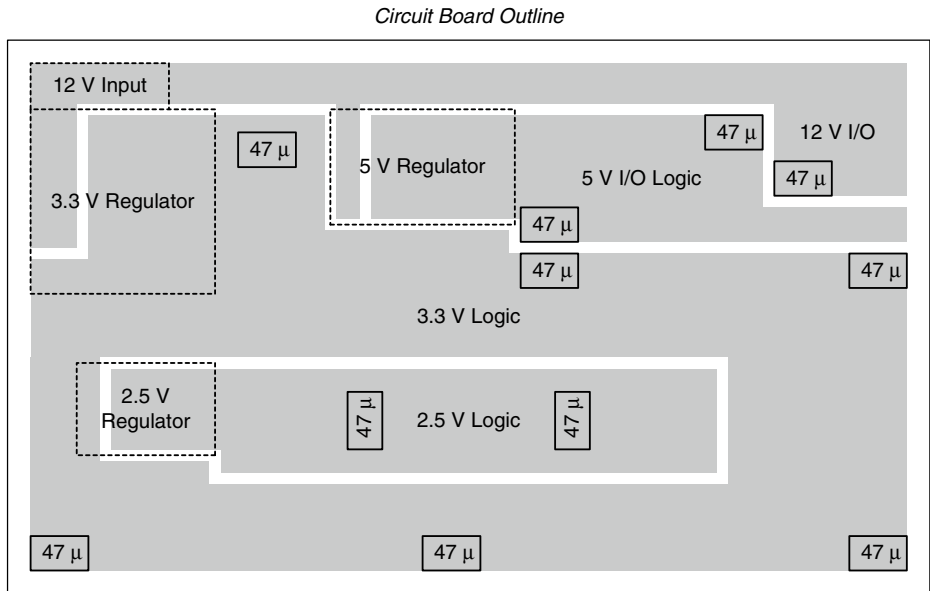 Circuit Board Outline
12 V Input
47 µ
12 V I/O
47 µ
5 V Regulator
5 V I/O Logic
47 µ
3.3 V Regulator
47 µ
47 µ
47 µ
3.3 V Logic
2.5 V
Regulator
47 µ
2.5 V Logic
47 µ
47 µ
47 µ
47 µ